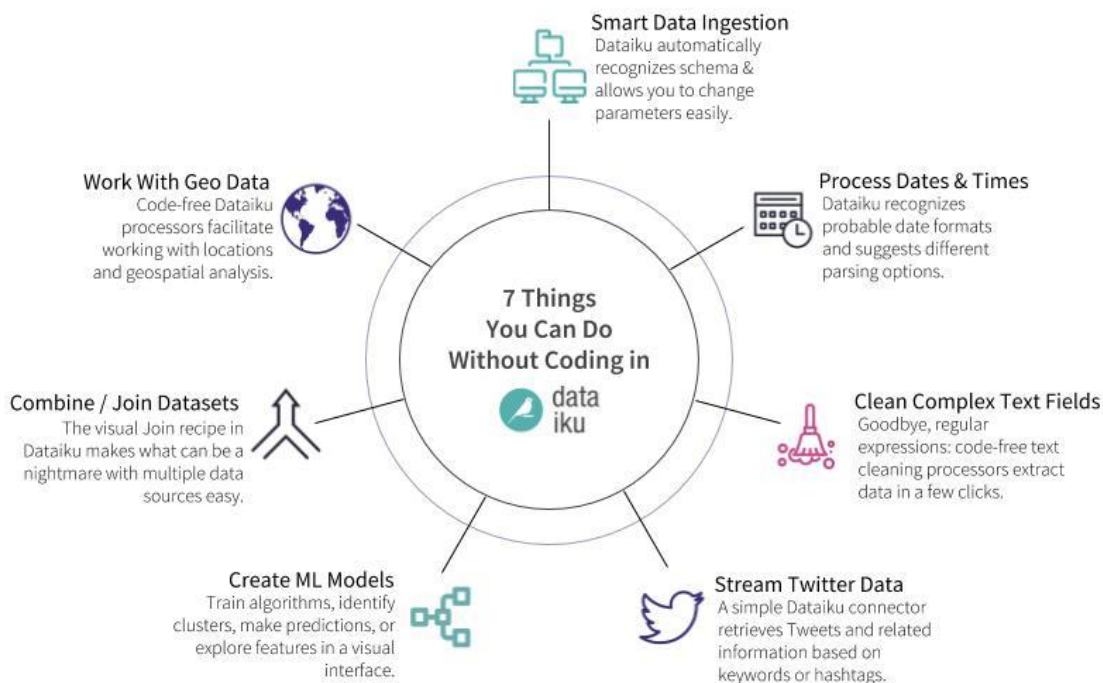 Smart Data Ingestion
Dataiku automatically
recognizes schema &
allows you to change
parameters easily.
Process Dates & Times
Dataiku recognizes
probable date formats
and suggests different
parsing options.
Clean Complex Text Fields
Goodbye, regular
expressions: code-free text
cleaning processors extract
data in a few clicks.
Stream Twitter Data
A simple Dataiku connector
retrieves Tweets and related
information based on
keywords or hashtags.
Create ML Models
Train algorithms, identify
clusters, make predictions, or
explore features in a visual
interface.
Combine / Join Datasets
The visual Join recipe in
Dataiku makes what can be a
nightmare with multiple data
sources easy.
Work With Geo Data
Code-free Dataiku
processors facilitate
working with locations
and geospatial analysis.
7 Things
You Can Do
Without Coding in
data
iku